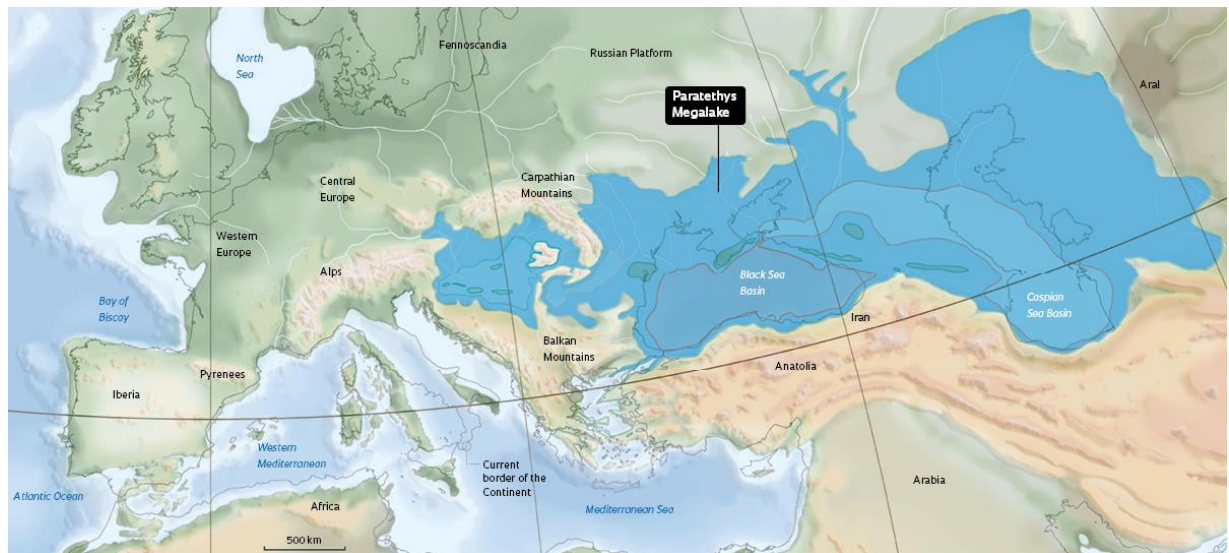 North
Sea
Fennoscandia
Russian Platform
Paratethys
Megalake
Aral
Central
Europe
Carpathian
Mountains
Western
Europe
Alps
Bay of
Biscay
Black Sea
Basin
Caspian
Sea Basin
Iran
Balkan
Mountains
Anatolia
Pyrenees
Iberia
Western
Mediterranean
Current
border of the
Continent
Arabia
Atlantic Ocean
Africa
Mediterranean Sea
500 km